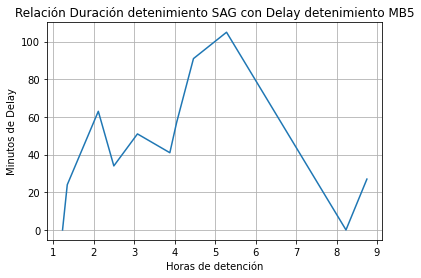 Relación Duración detenimiento SAG con Delay detenimiento MB5
100
80
60
40
20
0
Minutos de Delay
1 2 3 4 5 6 7 8 9
Horas de detención